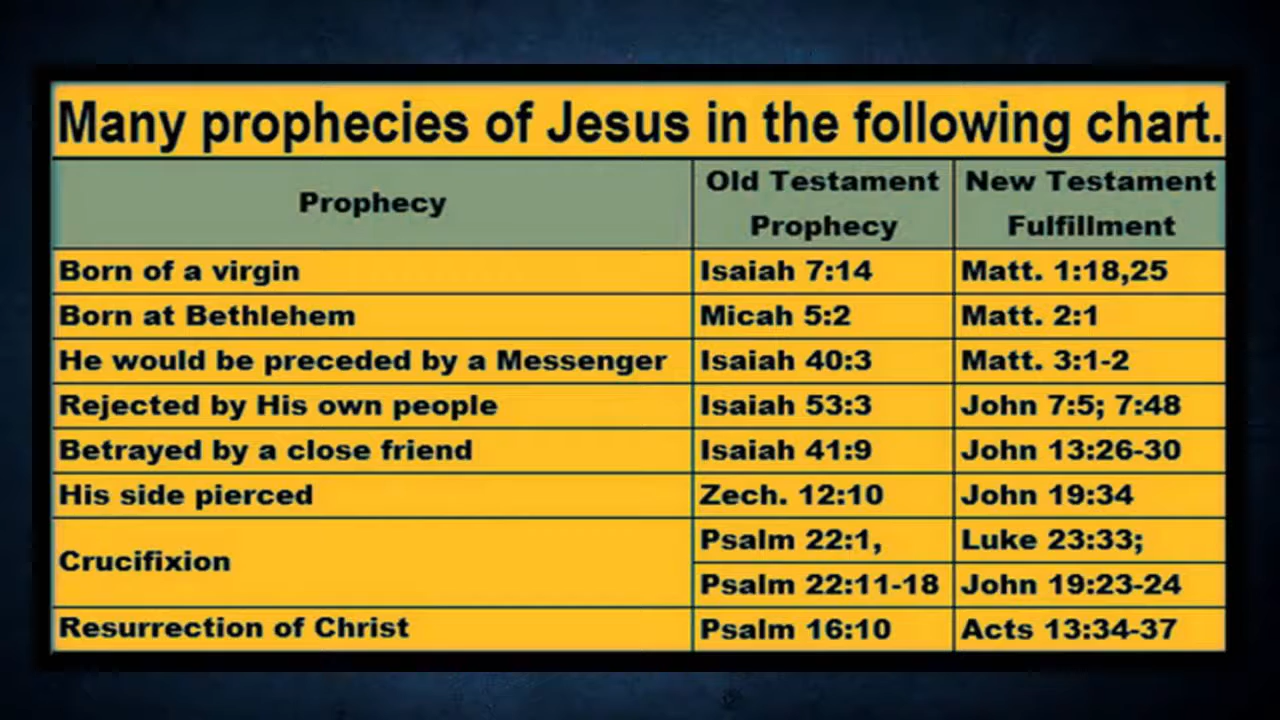 Many prophecies of Jesus in the following chart.
Prophecy
Old Testament Prophecy
New Testament Fulfillment
Born of a virgin Isaiah 7:14 Matt. 1:18,25
Born at Bethlehem Micah 5:2 Matt. 2:1
He would be preceded by a Messenger Isaiah 40:3 Matt. 3:1-2
Rejected by His own people Isaiah 53:3 John 7:5; 7:48
Betrayed by a close friend Isaiah 41:9 John 13:26-30
His side pierced Zech. 12:10 John 19:34
Crucifixion
Psalm 22:1, Luke 23:33;
Psalm 22:11-18 John 19:23-24
Resurrection of Christ Psalm 16:10 Acts 13:34-37